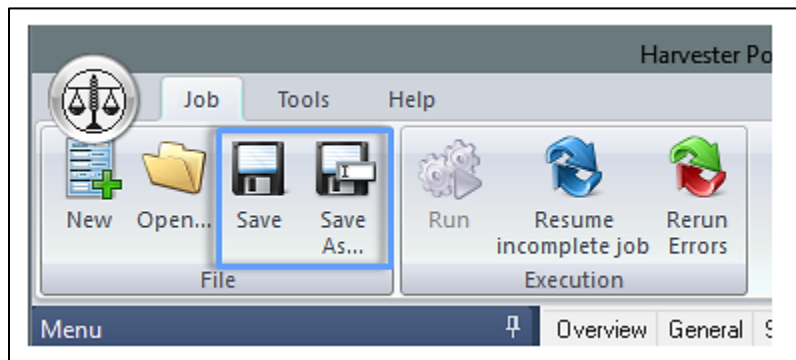 Harvester Po
Job Tools Help
New Open... Save Save As... Run Resume incomplete job Rerun Errors
File Execution
Menu Overview General